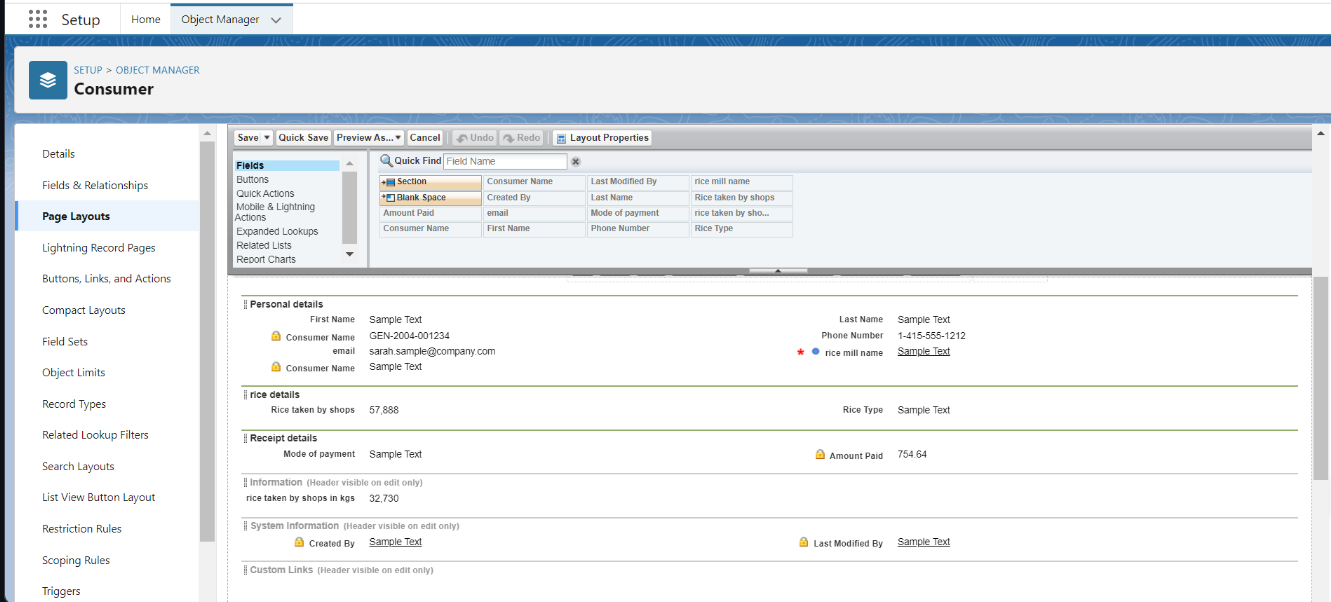 Setup Home Object Manager
SETUP > OBJECT MANAGER
Consumer
Details
Fields & Relationships
Page Layouts
Lightning Record Pages
Buttons, Links, and Actions
Compact Layouts
Field Sets
Object Limits
Record Types
Related Lookup Filters
Search Layouts
List View Button Layout
Restriction Rules
Scoping Rules
Triggers
Save Quick Save Preview As... Cancel Undo Redo Layout Properties
Fields
Buttons
Quick Actions
Mobile & Lightning
Actions
Expanded Lookups
Related Lists
Report Charts
Quick Find Field Name
Section Consumer Name Last Modified By rice mill name
Blank Space Created By Last Name Rice taken by shops
Amount Paid email Mode of payment rice taken by sho...
Consumer Name First Name Phone Number Rice Type
Personal details
First Name Sample Text Last Name Sample Text
Consumer Name GEN-2004-001234 Phone Number 1-415-555-1212
email sarah.sample@company.com * rice mill name Sample Text
Consumer Name Sample Text
rice details
Rice taken by shops 57,888 Rice Type Sample Text
Receipt details
Mode of payment Sample Text Amount Paid 754.64
Information (Header visible on edit only)
rice taken by shops in kgs 32,730
System Information (Header visible on edit only)
Created By Sample Text Last Modified By Sample Text
Custom Links (Header visible on edit only)